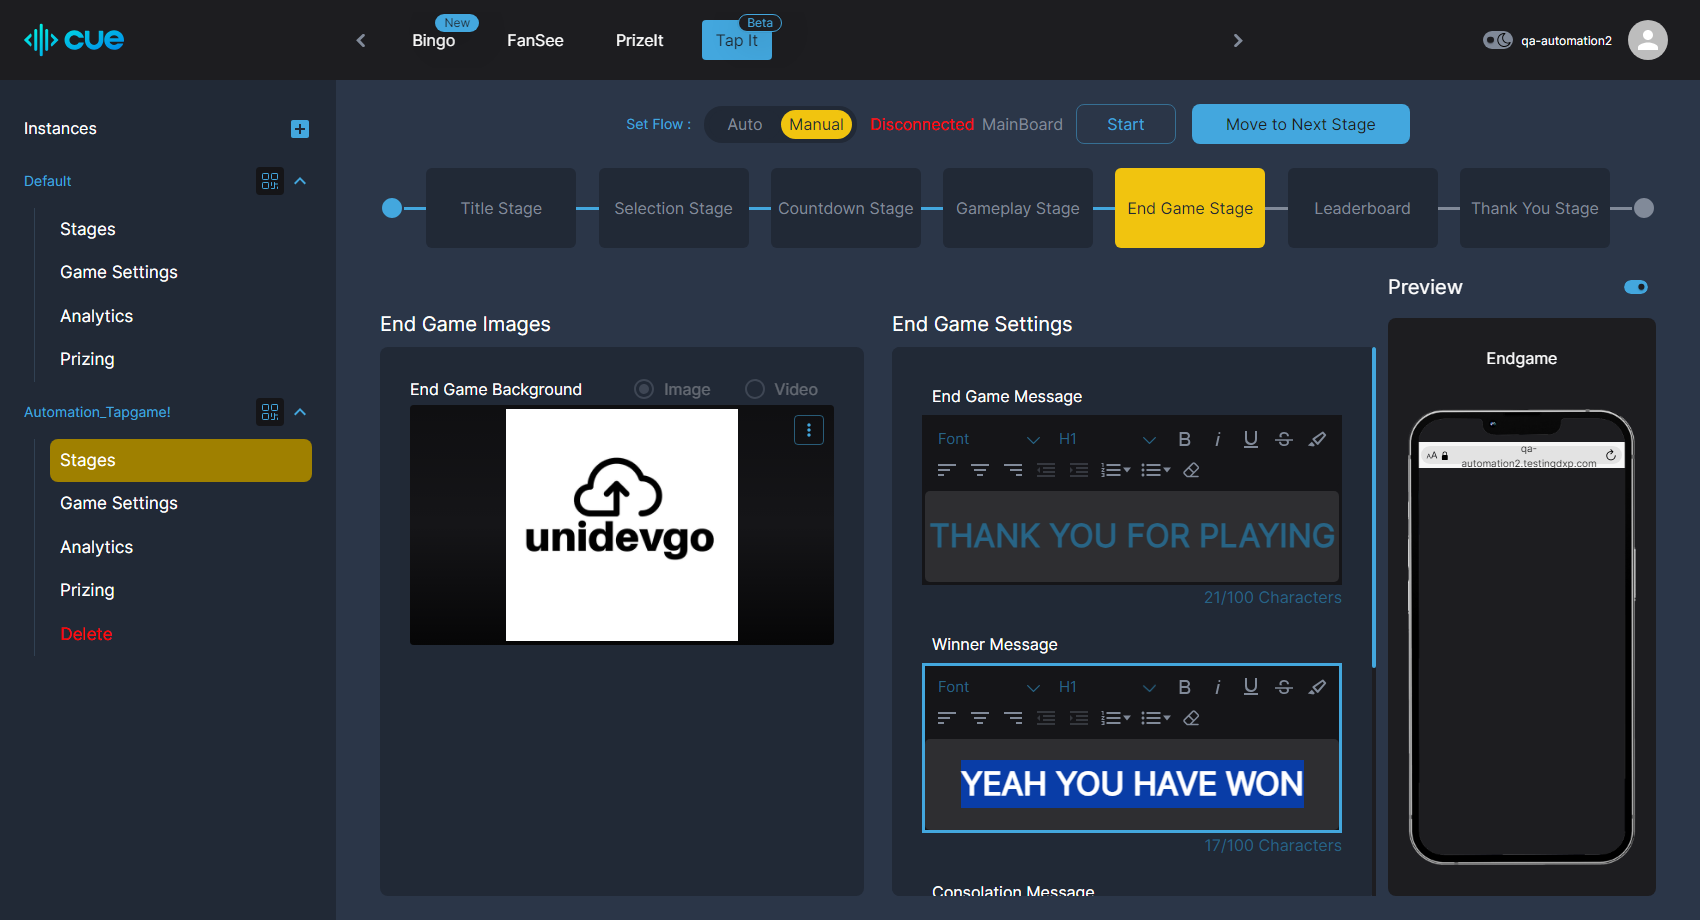 cue
Bingo
New
FanSee
PrizeIt
Tap It
Beta
qa-automation2
Instances
Default
Stages
Game Settings
Analytics
Prizing
Automation_Tapgame!
Stages
Game Settings
Analytics
Prizing
Delete
Set Flow :
Auto
Manual
Disconnected MainBoard
Start
Move to Next Stage
Title Stage
Selection Stage
Countdown Stage
Gameplay Stage
End Game Stage
Leaderboard
Thank You Stage
End Game Images
End Game Background
Image
Video
unidevgo
End Game Settings
End Game Message
Font
H1
B i U S
THANK YOU FOR PLAYING
21/100 Characters
Winner Message
Font
H1
B i U S
YEAH YOU HAVE WON
17/100 Characters
Consolation Message
Preview
Endgame
AA
qa-
automation2.testingdxp.com